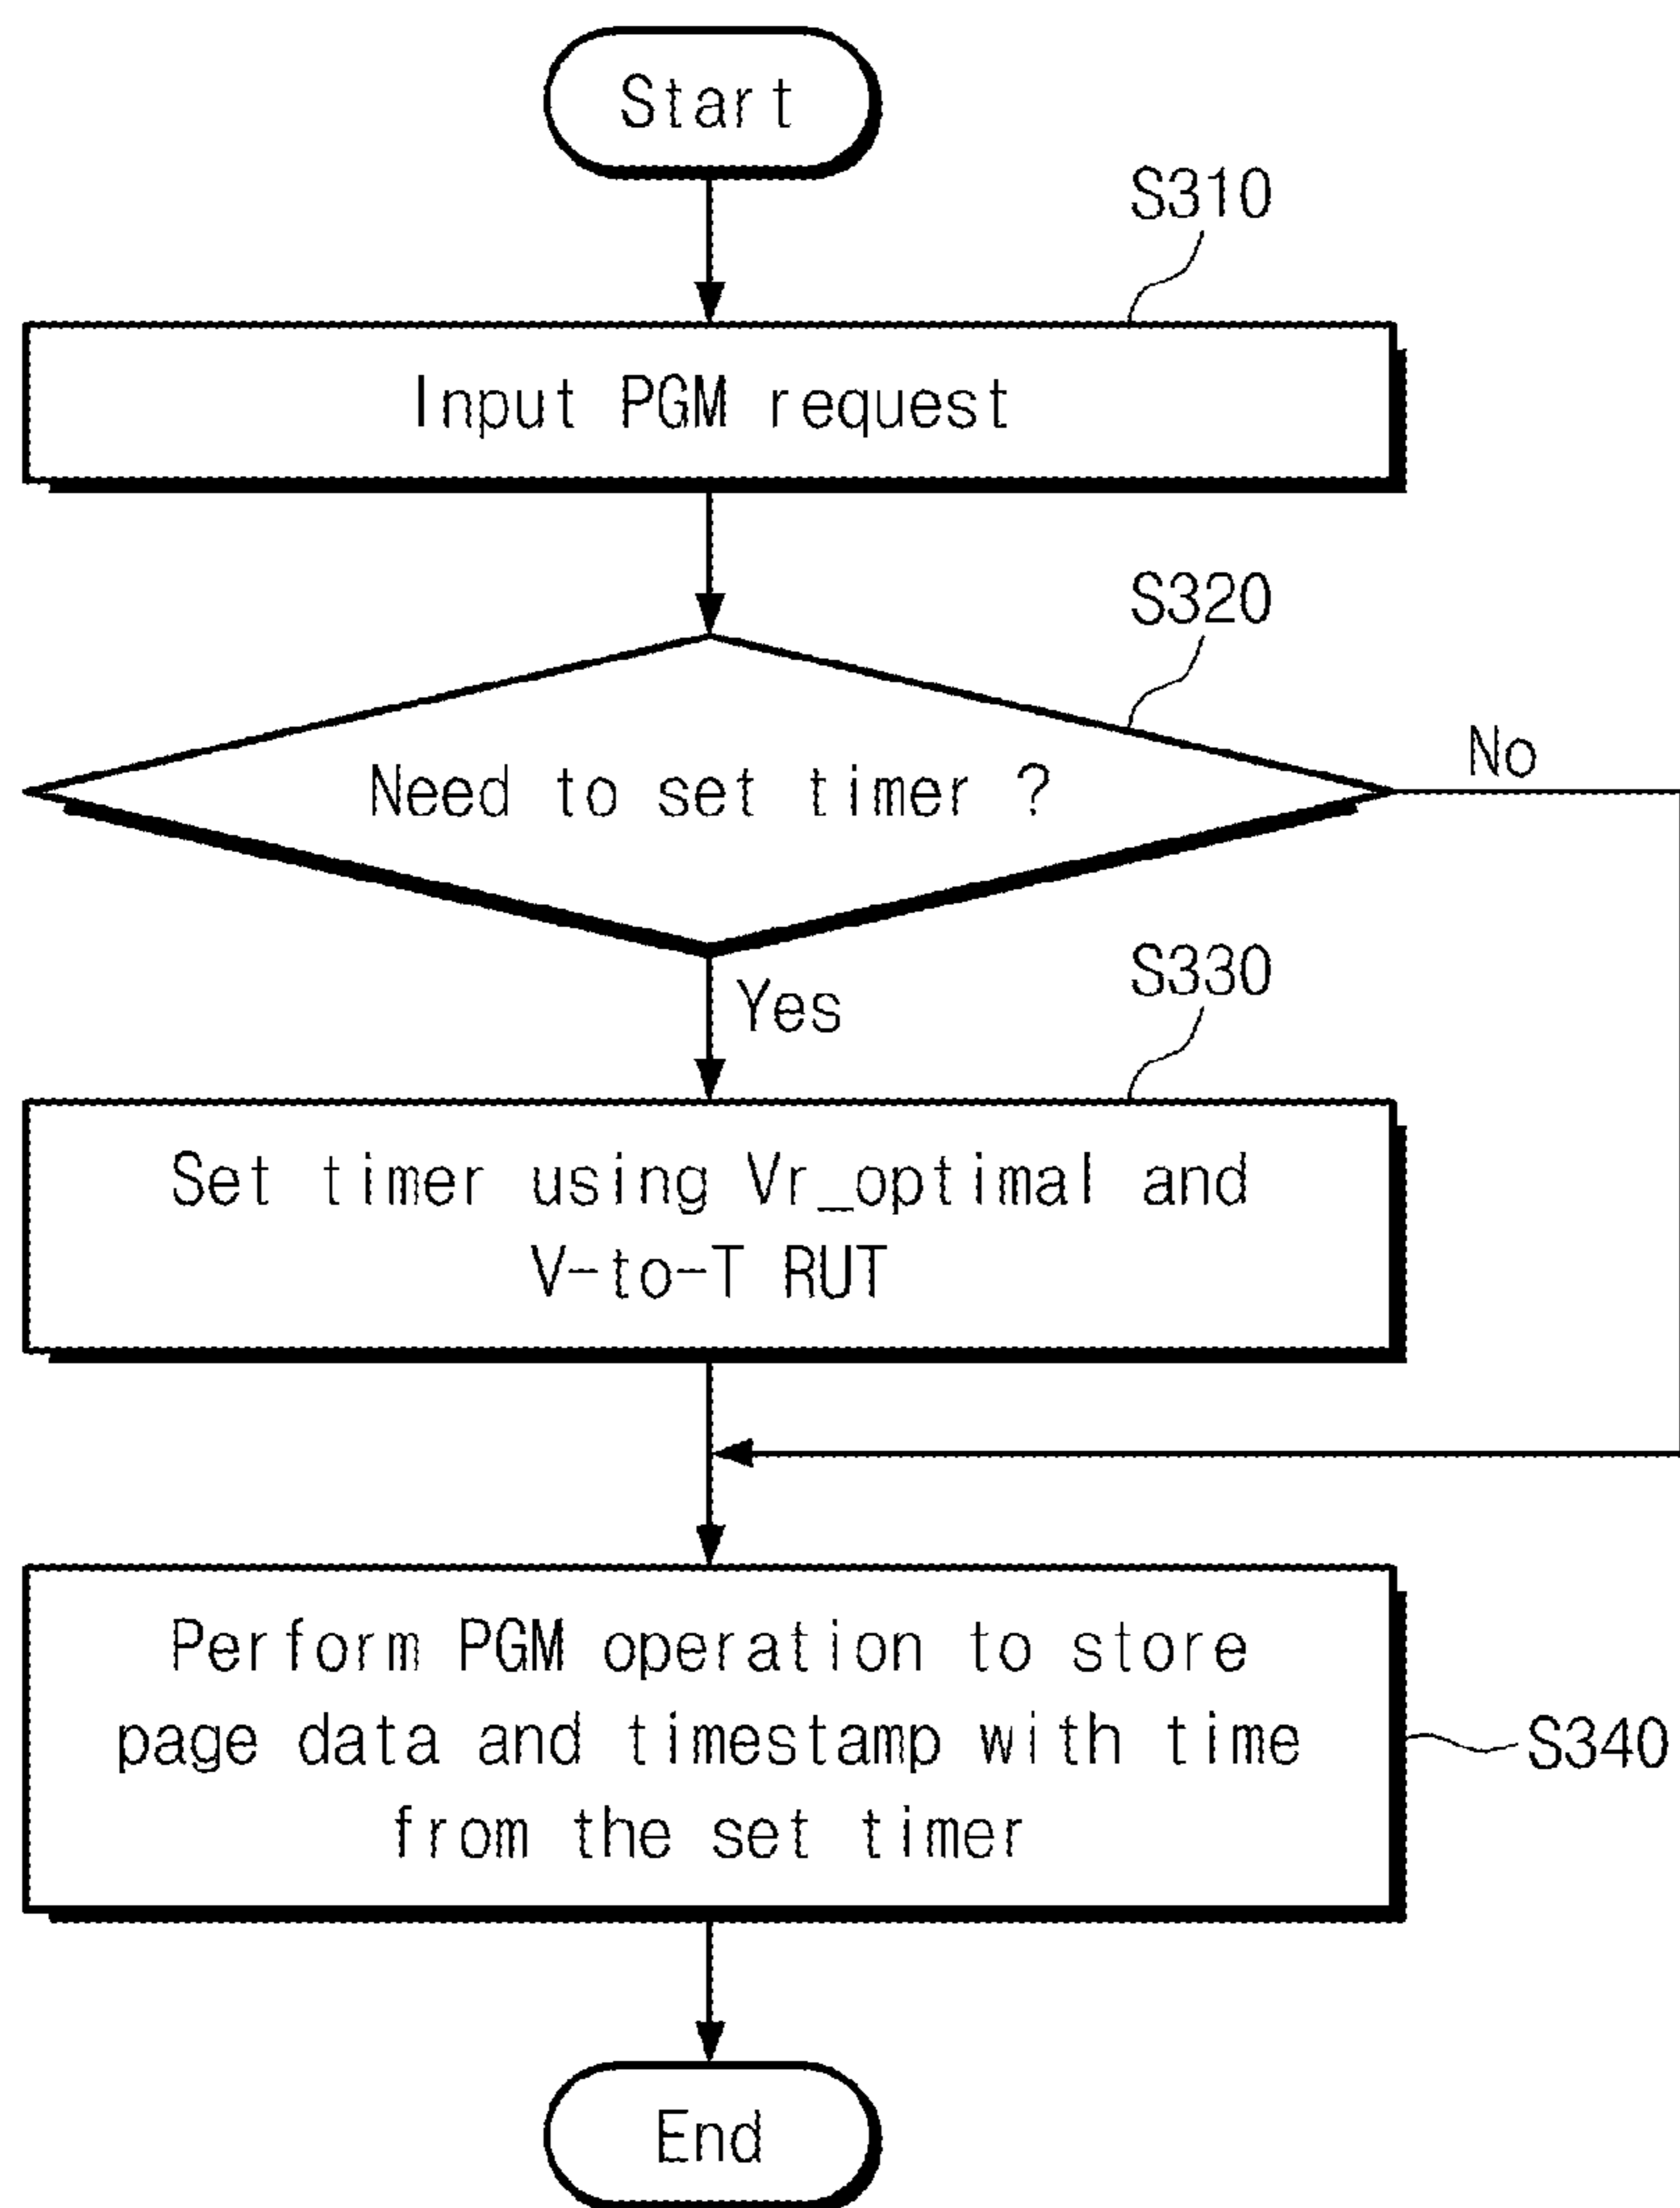 Start
S310
Input PGM request
S320
Need to set timer ?
No
Yes
S330
Set timer using Vr_optimal and
V-to-T RUT
Perform PGM operation to store
page data and timestamp with time
from the set timer
S340
End